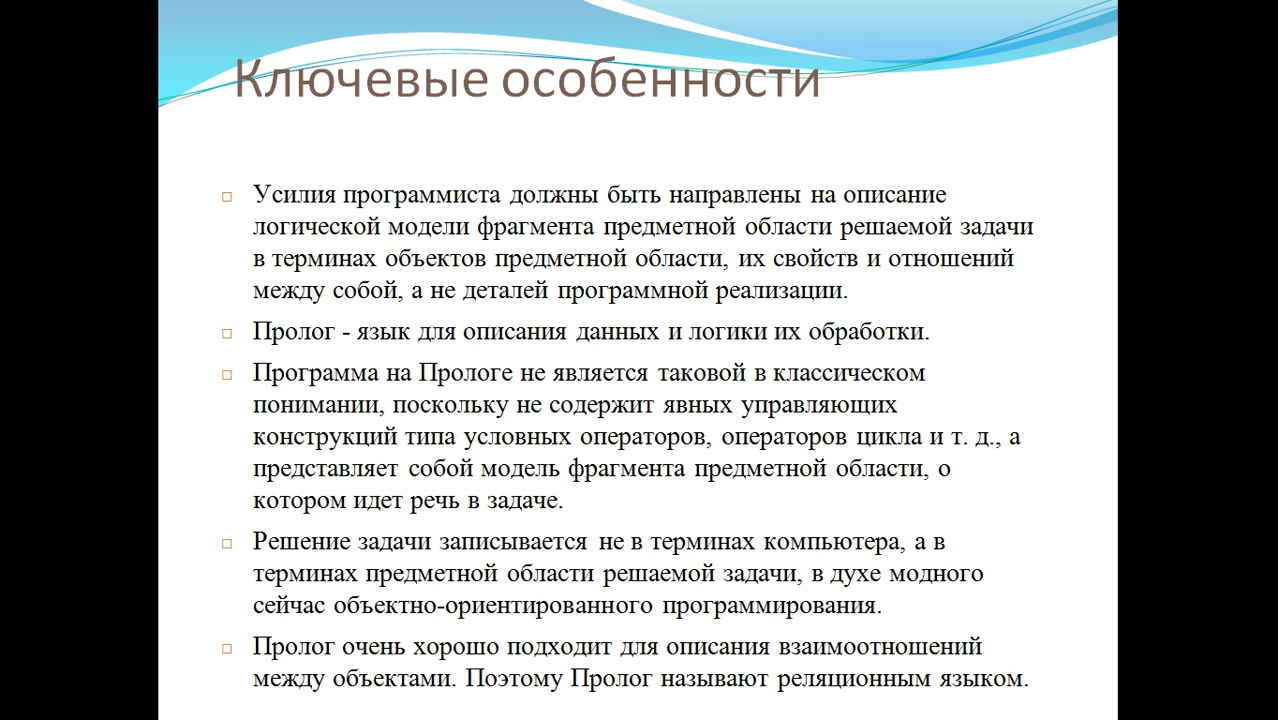 Ключевые особенности
Усилия программиста должны быть направлены на описание
логической модели фрагмента предметной области решаемой задачи
в терминах объектов предметной области, их свойств и отношений
между собой, а не деталей программной реализации.
Пролог - язык для описания данных и логики их обработки.
Программа на Прологе не является таковой в классическом
понимании, поскольку не содержит явных управляющих
конструкций типа условных операторов, операторов цикла и т. д., а
представляет собой модель фрагмента предметной области, о
котором идет речь в задаче.
Решение задачи записывается не в терминах компьютера, а в
терминах предметной области решаемой задачи, в духе модного
сейчас объектно-ориентированного программирования.
Пролог очень хорошо подходит для описания взаимоотношений
между объектами. Поэтому Пролог называют реляционным языком.